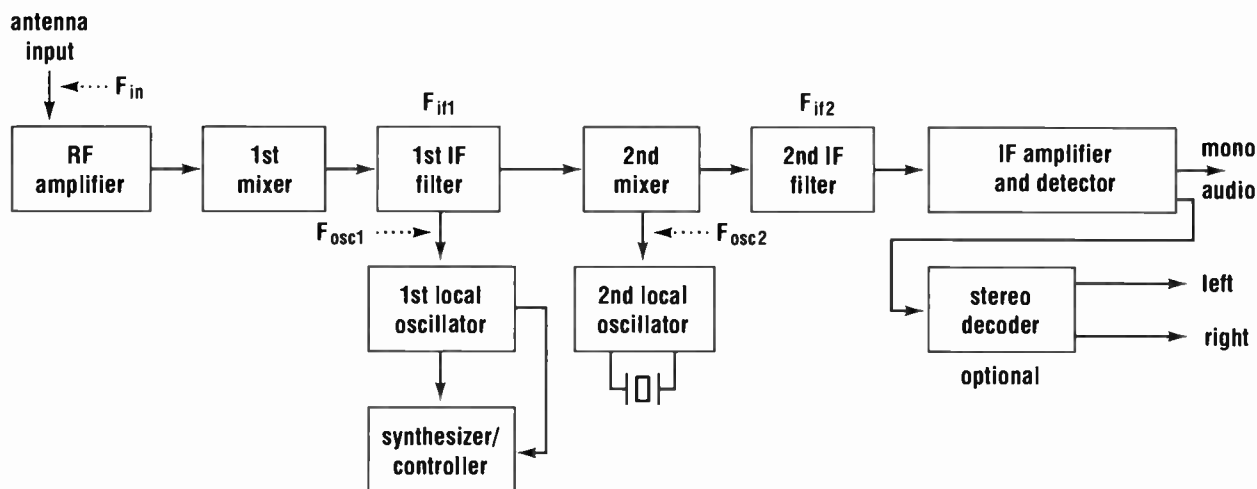 antenna
input
F_in
F_if1
F_if2
RF
amplifier
1st
mixer
1st IF
filter
2nd
mixer
2nd IF
filter
IF amplifier
and detector
mono
audio
F_osc1
F_osc2
1st local
oscillator
2nd local
oscillator
stereo
decoder
left
right
optional
synthesizer/
controller